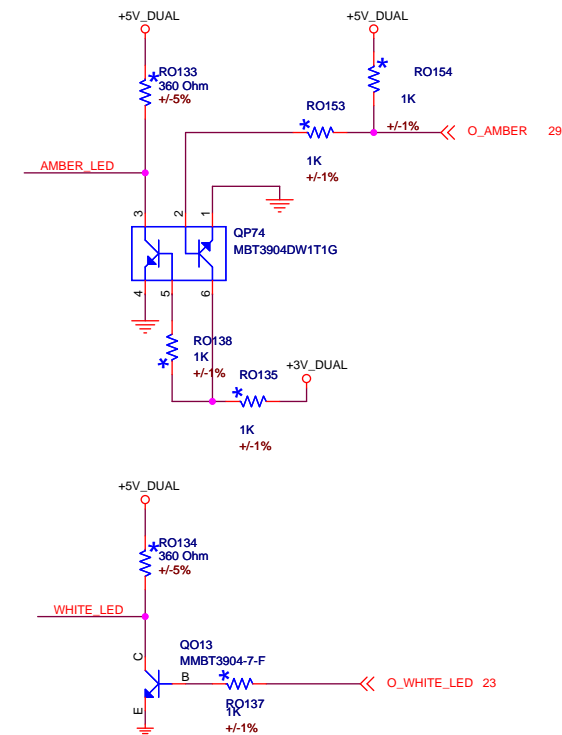 +5V_DUAL
+5V_DUAL
*
RO133
360 Ohm
+/-5%
*
RO154
1K
+/-1%
RO153
*
1K
+/-1%
O_AMBER 29
AMBER_LED
3
2
1
QP74
MBT3904DW1T1G
4
5
6
RO138
1K
+/-1%
*
RO135
*
1K
+/-1%
+3V_DUAL
+5V_DUAL
*
RO134
360 Ohm
+/-5%
WHITE_LED
C
QO13
MMBT3904-7-F
B
E
*
RO137
1K
+/-1%
O_WHITE_LED 23